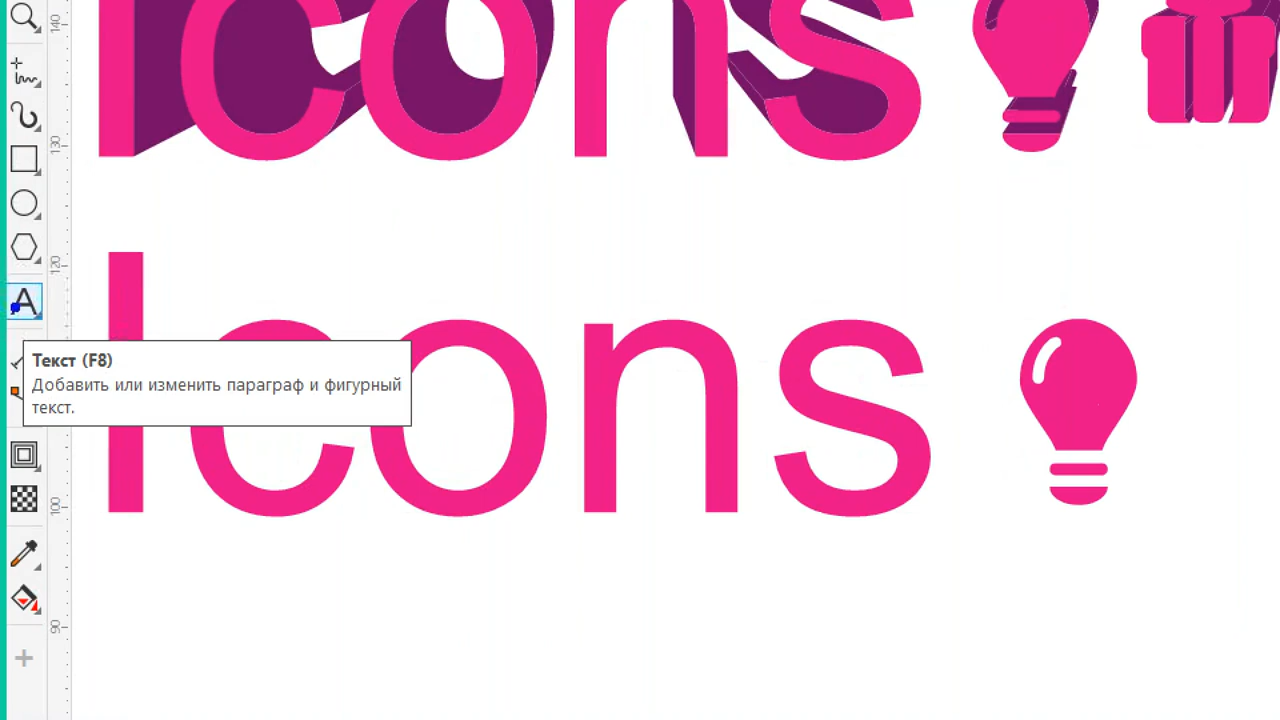 Icons
140
130
120
Icons
A
Текст (F8)
Добавить или изменить параграф и фигурный
текст.
100
90